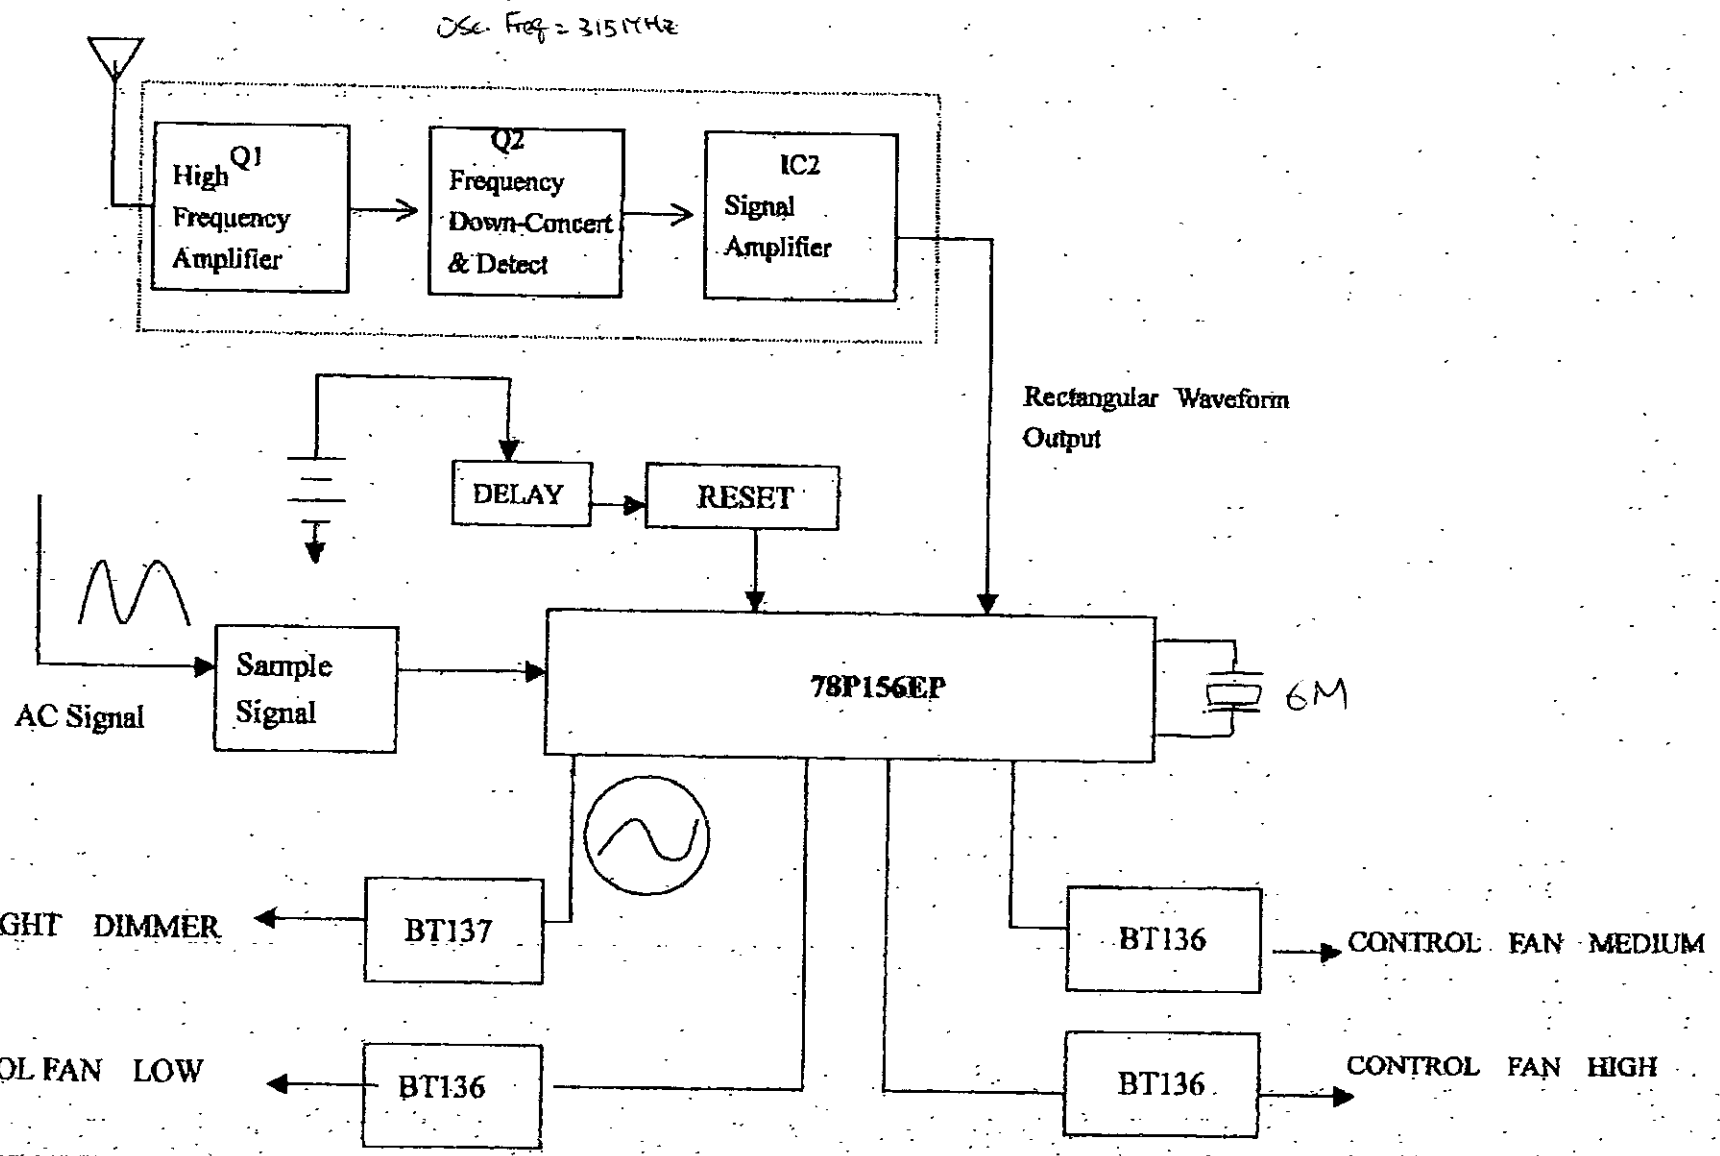 Osc. Freq = 315MHz
Q1
High
Frequency
Amplifier
Q2
Frequency
Down-Concert
& Detect
IC2
Signal
Amplifier
Rectangular Waveform
Output
DELAY
RESET
Sample
Signal
AC Signal
78P156EP
6M
GHT DIMMER
BT137
BT136
CONTROL FAN MEDIUM
OL FAN LOW
BT136
BT136
CONTROL FAN HIGH